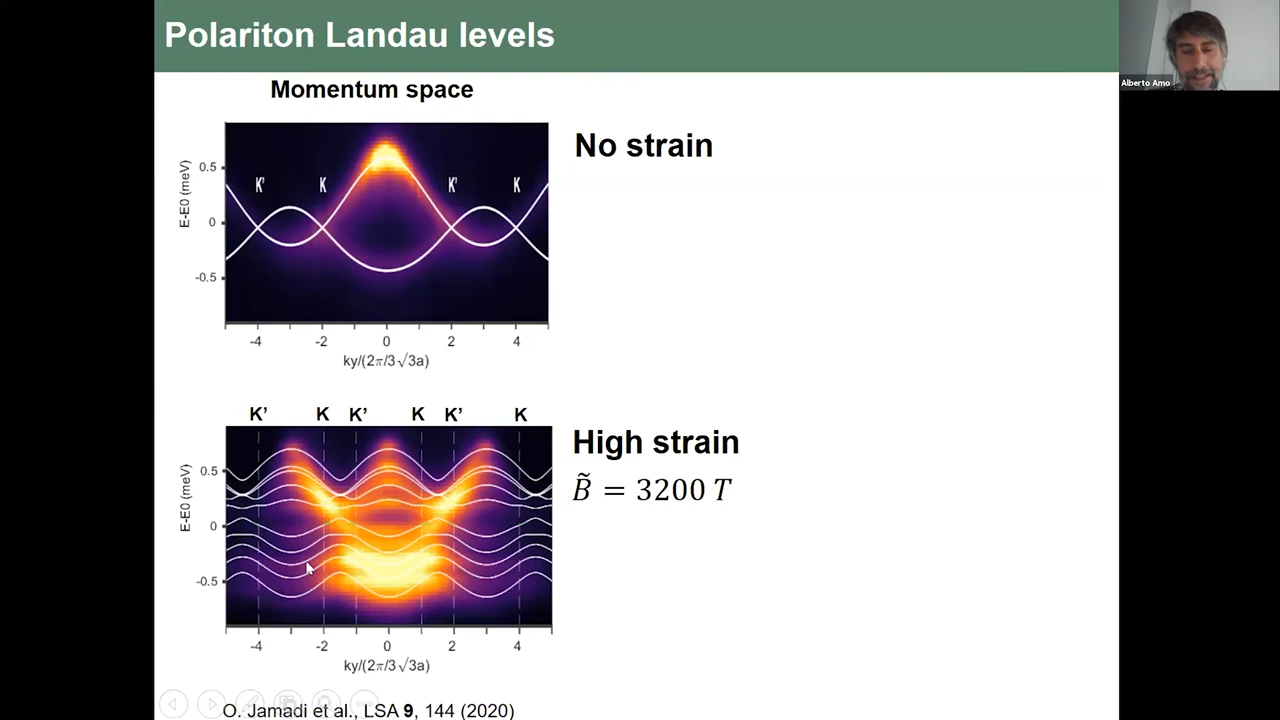 Polariton Landau levels
Alberto Amo
Momentum space
No strain
E-E0 (meV)
0.5
0
-0.5
K' K K' K
-4 -2 0 2 4
ky/(2π/3√3a)
K' K K' K K' K
High strain
B̃ = 3200 T
E-E0 (meV)
0.5
0
-0.5
-4 -2 0 2 4
ky/(2π/3√3a)
O. Jamadi et al., LSA 9, 144 (2020)